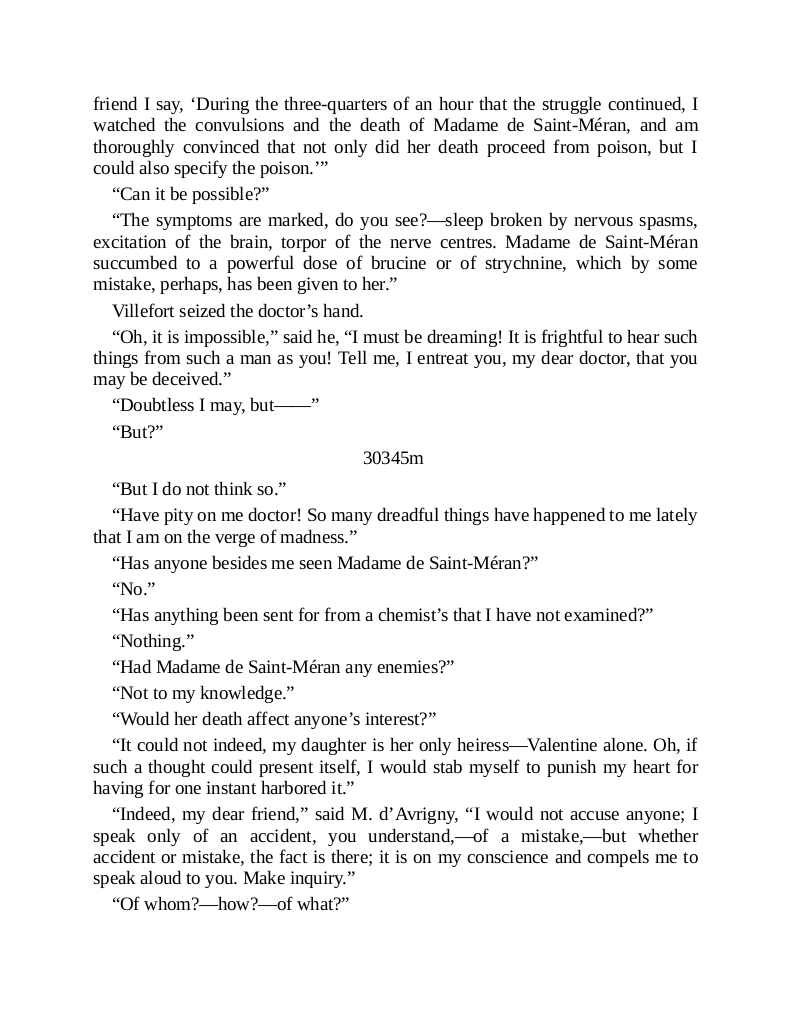 friend I say, ‘During the three-quarters of an hour that the struggle continued, I
watched the convulsions and the death of Madame de Saint-Méran, and am
thoroughly convinced that not only did her death proceed from poison, but I
could also specify the poison.’”
“Can it be possible?”
“The symptoms are marked, do you see?—sleep broken by nervous spasms,
excitation of the brain, torpor of the nerve centres. Madame de Saint-Méran
succumbed to a powerful dose of brucine or of strychnine, which by some
mistake, perhaps, has been given to her.”
Villefort seized the doctor’s hand.
“Oh, it is impossible,” said he, “I must be dreaming! It is frightful to hear such
things from such a man as you! Tell me, I entreat you, my dear doctor, that you
may be deceived.”
“Doubtless I may, but——”
“But?”
30345m
“But I do not think so.”
“Have pity on me doctor! So many dreadful things have happened to me lately
that I am on the verge of madness.”
“Has anyone besides me seen Madame de Saint-Méran?”
“No.”
“Has anything been sent for from a chemist’s that I have not examined?”
“Nothing.”
“Had Madame de Saint-Méran any enemies?”
“Not to my knowledge.”
“Would her death affect anyone’s interest?”
“It could not indeed, my daughter is her only heiress—Valentine alone. Oh, if
such a thought could present itself, I would stab myself to punish my heart for
having for one instant harbored it.”
“Indeed, my dear friend,” said M. d’Avrigny, “I would not accuse anyone; I
speak only of an accident, you understand,—of a mistake,—but whether
accident or mistake, the fact is there; it is on my conscience and compels me to
speak aloud to you. Make inquiry.”
“Of whom?—how?—of what?”